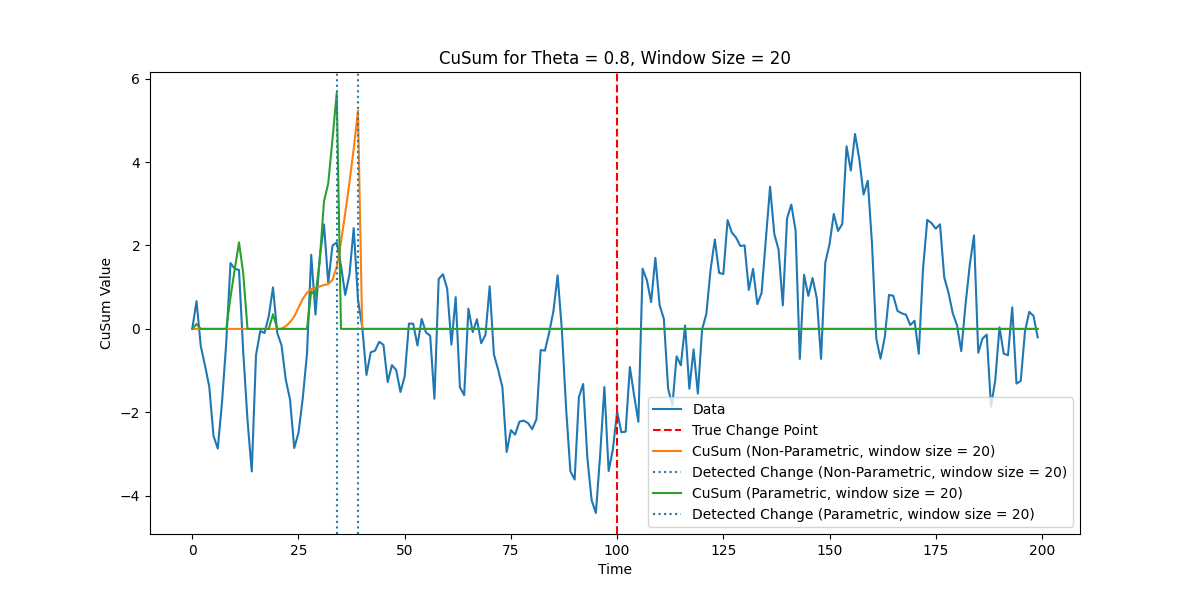 CuSum for Theta = 0.8, Window Size = 20
6
4
2
0
−2
−4
CuSum Value
0
25
50
75
100
125
150
175
200
Time
Data
True Change Point
CuSum (Non-Parametric, window size = 20)
Detected Change (Non-Parametric, window size = 20)
CuSum (Parametric, window size = 20)
Detected Change (Parametric, window size = 20)